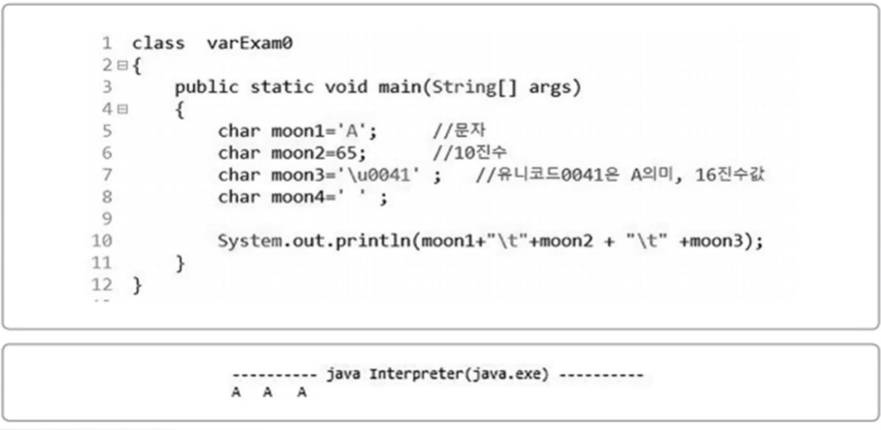 1 class varExam0
2 {
3 public static void main(String[] args)
4 {
5 char moon1='A'; //문자
6 char moon2=65; //10진수
7 char moon3='\u0041' ; //유니코드0041은 A의미, 16진수값
8 char moon4=' ' ;
9
10 System.out.println(moon1+"\t"+moon2 + "\t" +moon3);
11 }
12 }
---------- java Interpreter(java.exe) ----------
A A A